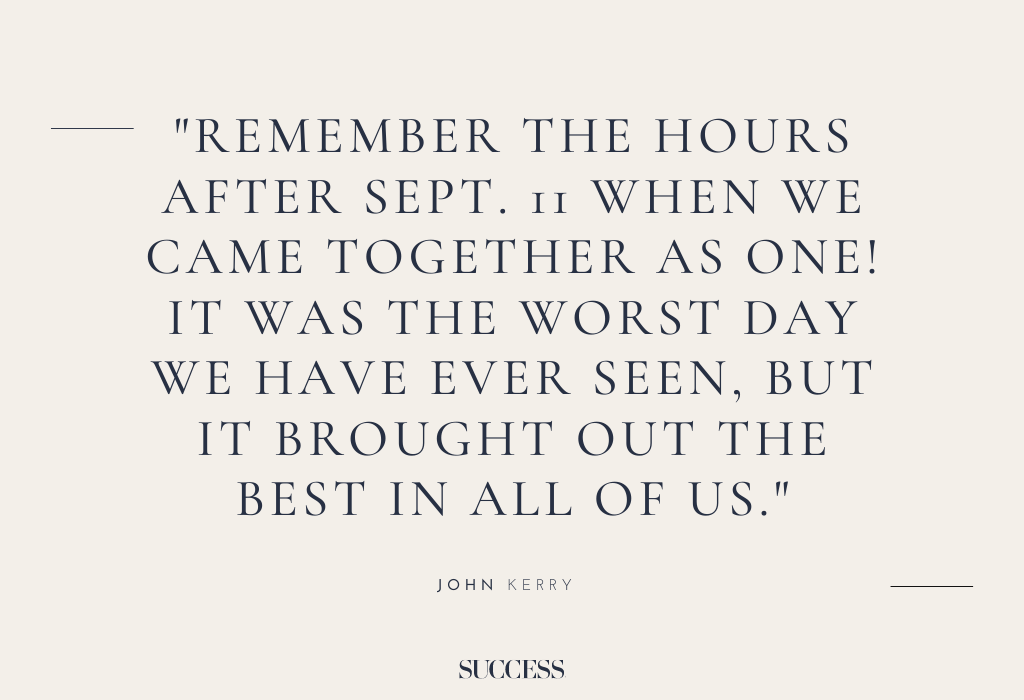 "REMEMBER THE HOURS
AFTER SEPT. 11 WHEN WE
CAME TOGETHER AS ONE!
IT WAS THE WORST DAY
WE HAVE EVER SEEN, BUT
IT BROUGHT OUT THE
BEST IN ALL OF US."
JOHN KERRY
SUCCESS